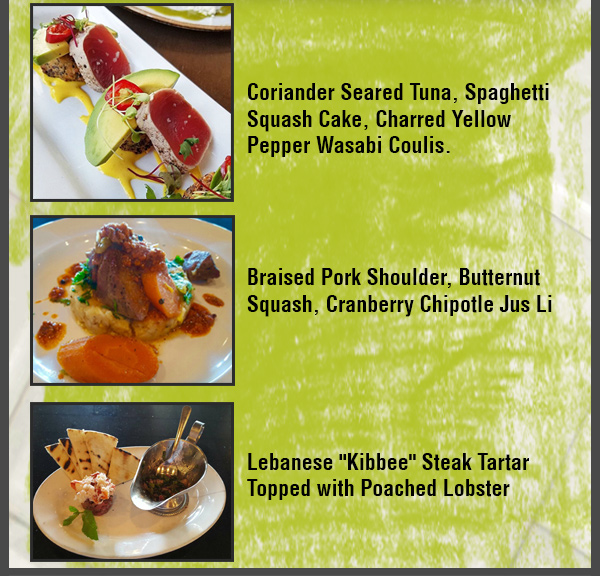 Coriander Seared Tuna, Spaghetti
Squash Cake, Charred Yellow
Pepper Wasabi Coulis.
Braised Pork Shoulder, Butternut
Squash, Cranberry Chipotle Jus Li
Lebanese "Kibbee" Steak Tartar
Topped with Poached Lobster